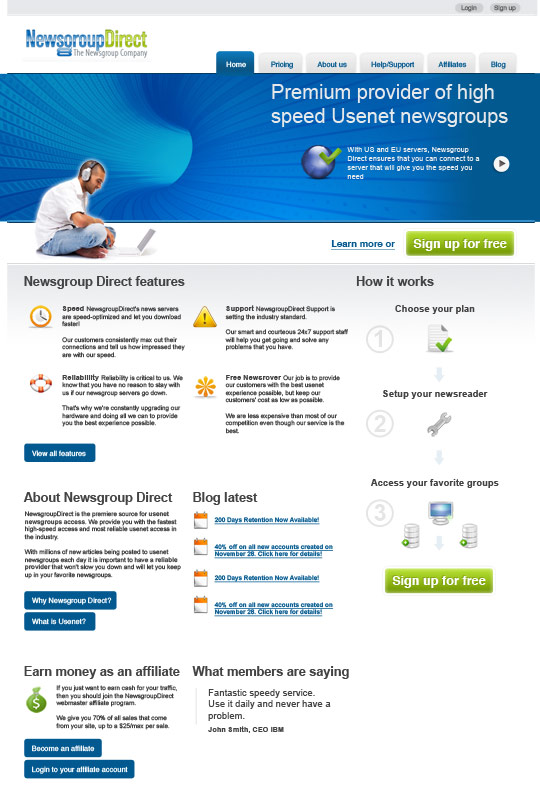 Login Sign up
NewsgroupDirect
The Newsgroup Company
Home Pricing About us Help/Support Affiliates Blog
Premium provider of high
speed Usenet newsgroups
With US and EU servers, Newsgroup
Direct ensures that you can connect to a
server that will give you the speed you
need
Learn more or Sign up for free
Newsgroup Direct features
Speed NewsgroupDirect's news servers
are speed-optimized and let you download
faster!
Our customers consistently max out their
connections and tell us how impressed they
are with our speed.
Support NewsgroupDirect Support is
setting the industry standard.
Our smart and courteous 24x7 support staff
will help you get going and solve any
problems that you have.
Reliability Reliability is critical to us. We
know that you have no reason to stay with
us if our newsgroup servers go down.
That's why we're constantly upgrading our
hardware and doing all we can to provide
you the best experience possible.
Free Newsrover Our job is to provide
our customers with the best usenet
experience possible, but keep our
customers' cost as low as possible.
We are less expensive than most of our
competition even though our service is the
best.
View all features
How it works
Choose your plan
1
Setup your newsreader
2
Access your favorite groups
3
Sign up for free
About Newsgroup Direct
NewsgroupDirect is the premiere source for usenet
newsgroups access. We provide you with the fastest
high-speed access and most reliable usenet access in
the industry.
With millions of new articles being posted to usenet
newsgroups each day it is important to have a reliable
provider that won't slow you down and will let you keep
up in your favorite newsgroups.
Why Newsgroup Direct?
What is Usenet?
Blog latest
200 Days Retention Now Available!
40% off on all new accounts created on
November 26. Click here for details!
200 Days Retention Now Available!
40% off on all new accounts created on
November 26. Click here for details!
Earn money as an affiliate
If you just want to earn cash for your traffic,
then you should join the NewsgroupDirect
webmaster affiliate program.
We give you 70% of all sales that come
from your site, up to a $25/max per sale.
Become an affiliate
Login to your affiliate account
What members are saying
Fantastic speedy service.
Use it daily and never have a
problem.
John Smith, CEO IBM